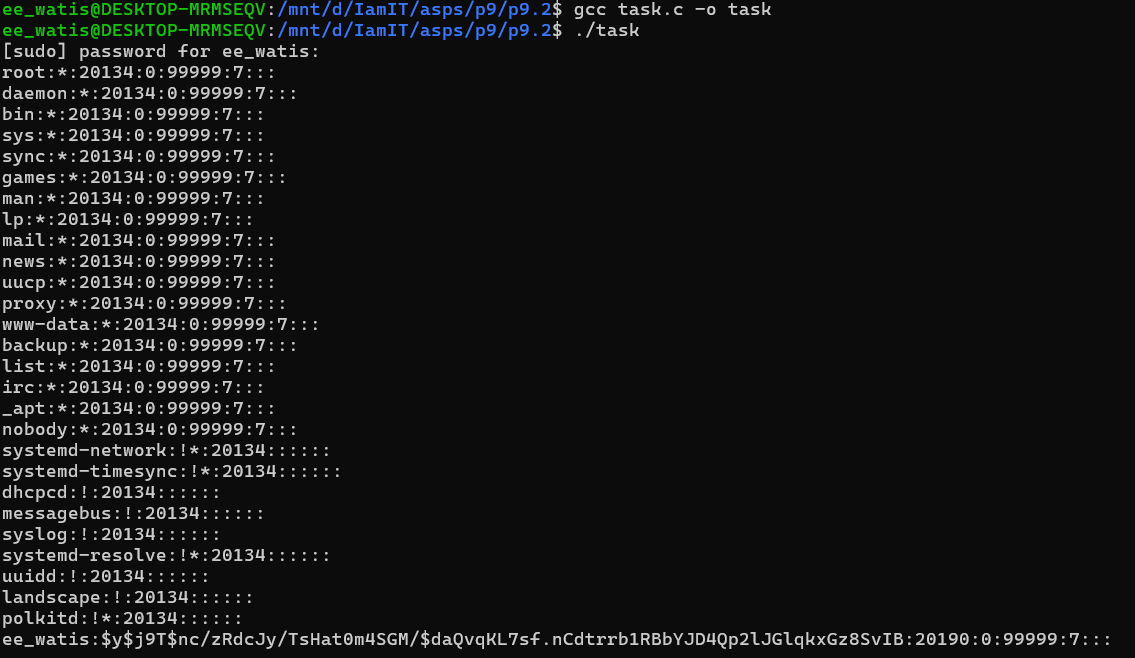 ee_watis@DESKTOP-MRMSEQV:/mnt/d/IamIT/asps/p9/p9.2$ gcc task.c -o task
ee_watis@DESKTOP-MRMSEQV:/mnt/d/IamIT/asps/p9/p9.2$ ./task
[sudo] password for ee_watis:
root:*:20134:0:99999:7:::
daemon:*:20134:0:99999:7:::
bin:*:20134:0:99999:7:::
sys:*:20134:0:99999:7:::
sync:*:20134:0:99999:7:::
games:*:20134:0:99999:7:::
man:*:20134:0:99999:7:::
lp:*:20134:0:99999:7:::
mail:*:20134:0:99999:7:::
news:*:20134:0:99999:7:::
uucp:*:20134:0:99999:7:::
proxy:*:20134:0:99999:7:::
www-data:*:20134:0:99999:7:::
backup:*:20134:0:99999:7:::
list:*:20134:0:99999:7:::
irc:*:20134:0:99999:7:::
_apt:*:20134:0:99999:7:::
nobody:*:20134:0:99999:7:::
systemd-network:!*:20134::::::
systemd-timesync:!*:20134::::::
dhcpcd:!:20134::::::
messagebus:!:20134::::::
syslog:!:20134::::::
systemd-resolve:!*:20134::::::
uuidd:!:20134::::::
landscape:!:20134::::::
polkitd:!*:20134::::::
ee_watis:$y$j9T$nc/zRdcJy/TsHat0m4SGM/$daQvqKL7sf.nCdtrrb1RBbYJD4Qp2lJGlqkxGz8SvIB:20190:0:99999:7:::